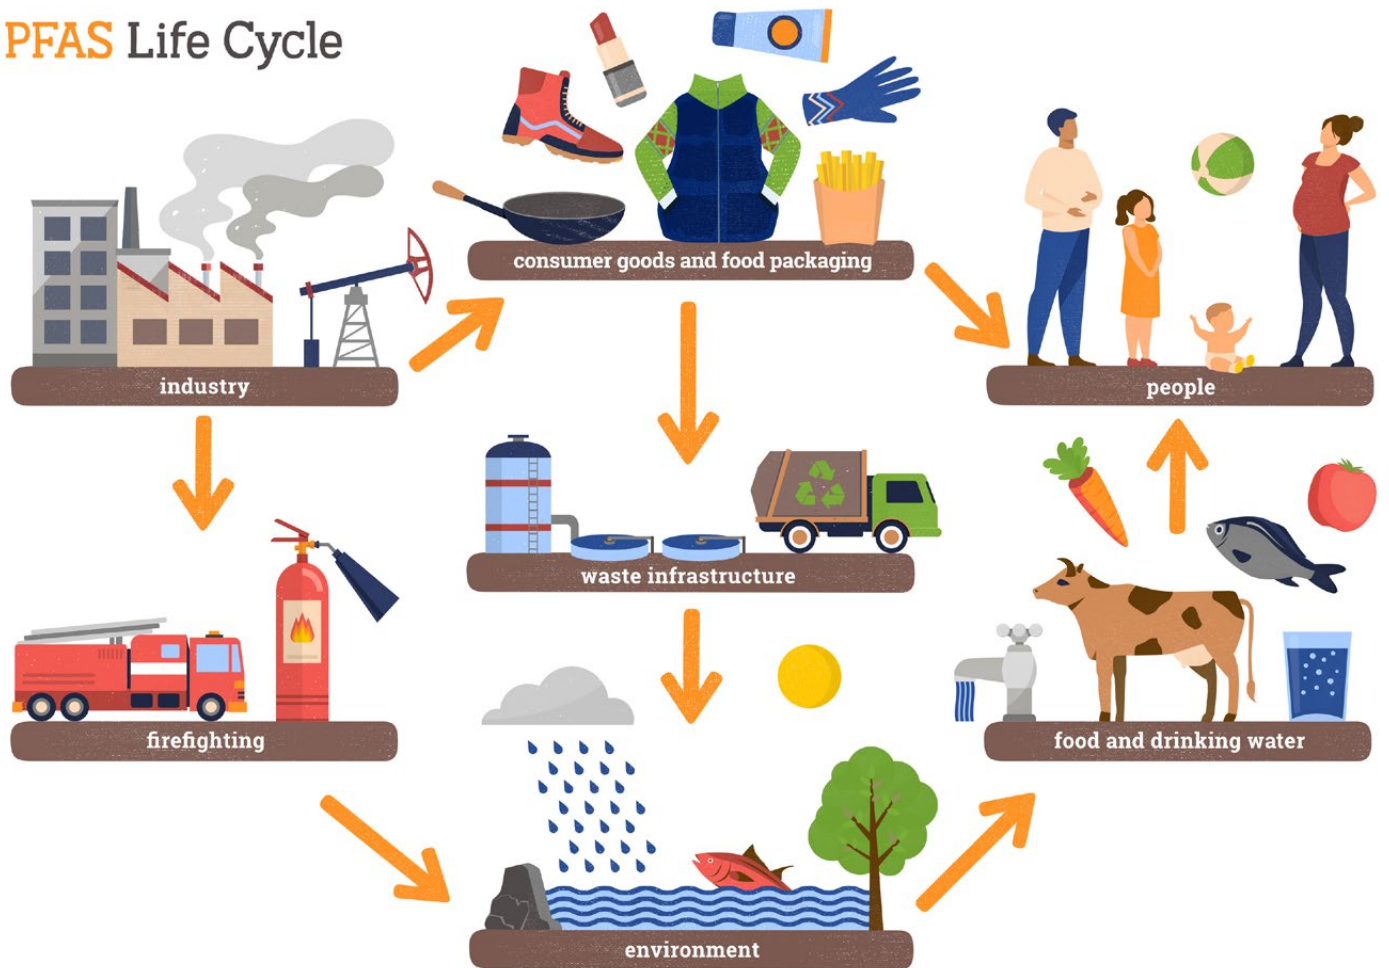 PFAS Life Cycle
consumer goods and food packaging
industry
people
waste infrastructure
firefighting
food and drinking water
environment